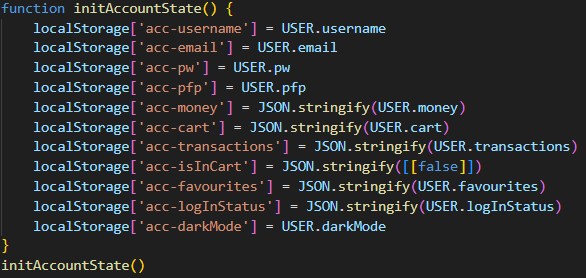 function initAccountState() {
localStorage['acc-username'] = USER.username
localStorage['acc-email'] = USER.email
localStorage['acc-pw'] = USER.pw
localStorage['acc-pfp'] = USER.pfp
localStorage['acc-money'] = JSON.stringify(USER.money)
localStorage['acc-cart'] = JSON.stringify(USER.cart)
localStorage['acc-transactions'] = JSON.stringify(USER.transactions)
localStorage['acc-isInCart'] = JSON.stringify([[false]])
localStorage['acc-favourites'] = JSON.stringify(USER.favourites)
localStorage['acc-logInStatus'] = JSON.stringify(USER.logInStatus)
localStorage['acc-darkMode'] = USER.darkMode
}
initAccountState()